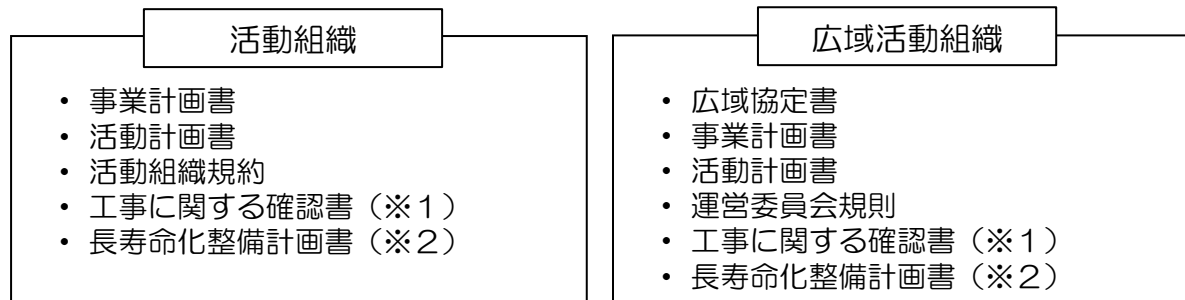 活動組織
• 事業計画書
• 活動計画書
• 活動組織規約
• 工事に関する確認書（※１）
• 長寿命化整備計画書（※２）
広域活動組織
• 広域協定書
• 事業計画書
• 活動計画書
• 運営委員会規則
• 工事に関する確認書（※１）
• 長寿命化整備計画書（※２）